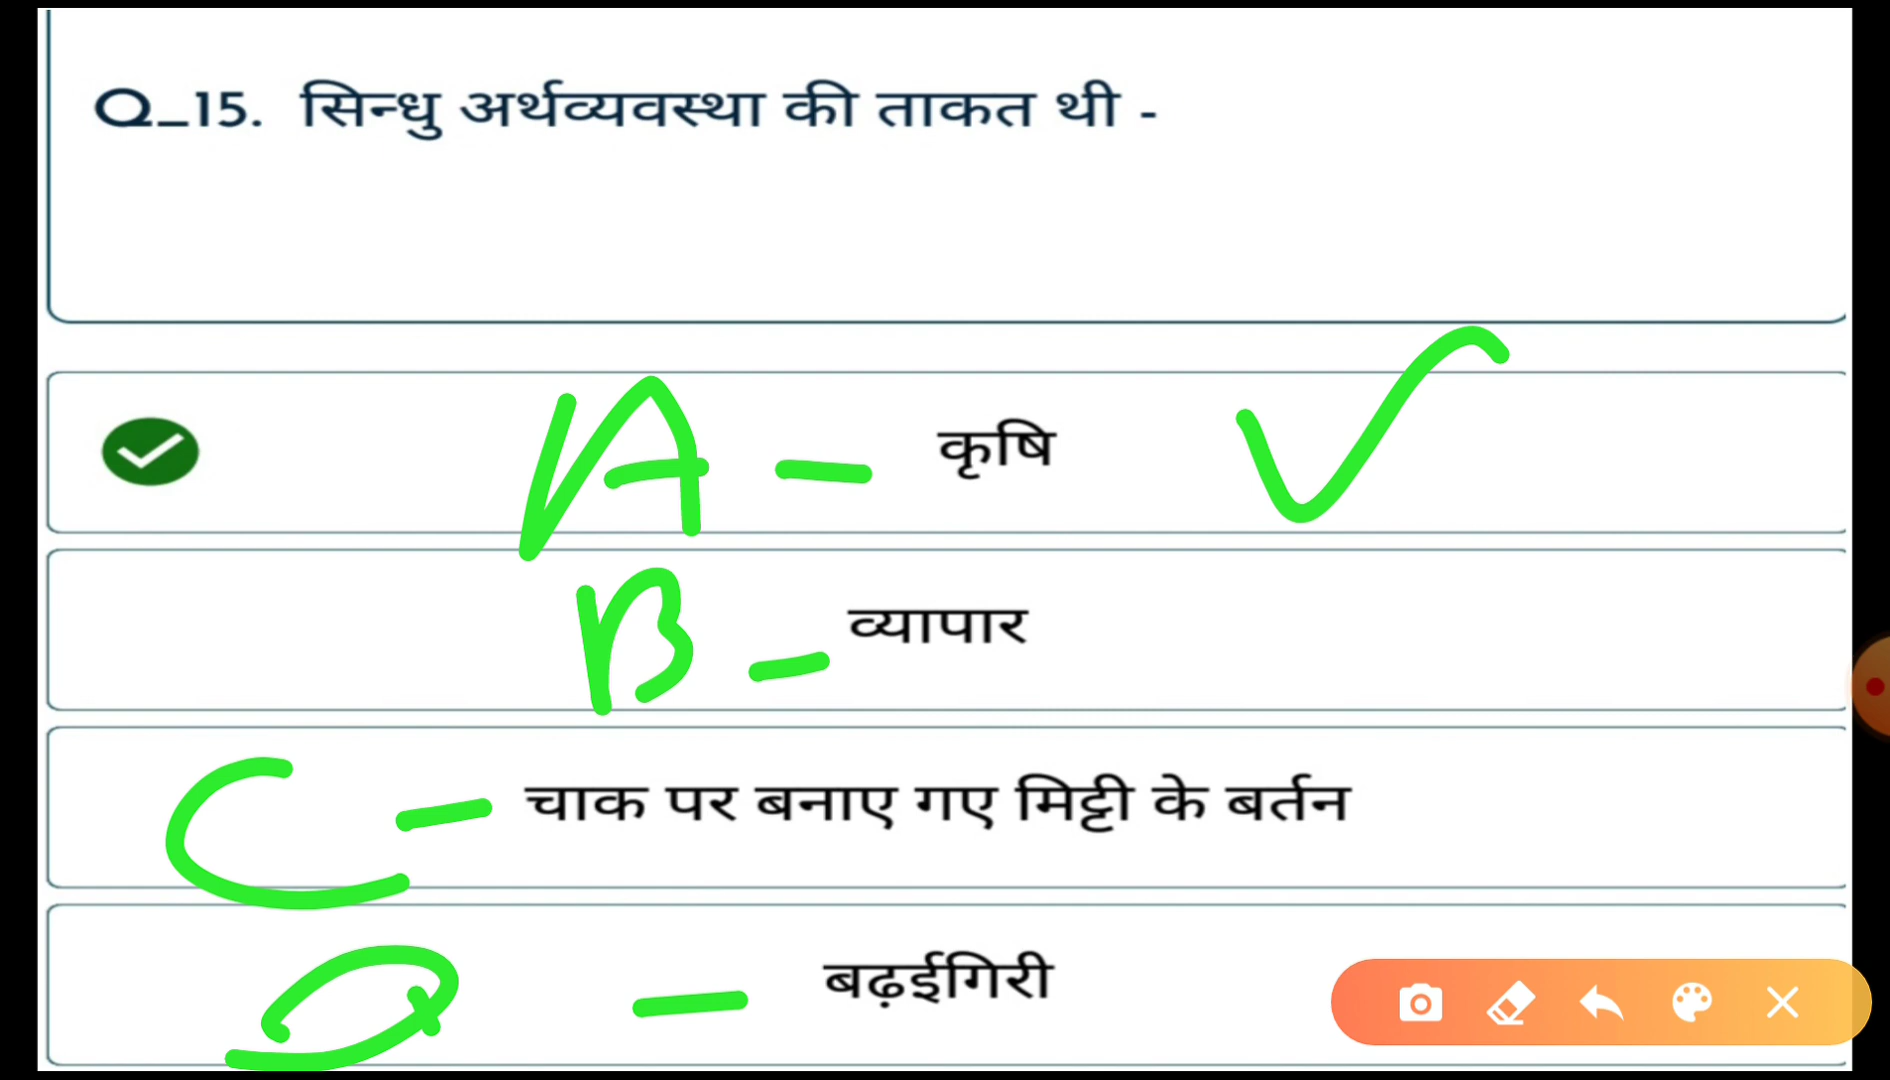 Q_15. सिन्धु अर्थव्यवस्था की ताकत थी -
A - कृषि
B - व्यापार
C - चाक पर बनाए गए मिट्टी के बर्तन
D - बढ़ईगिरी